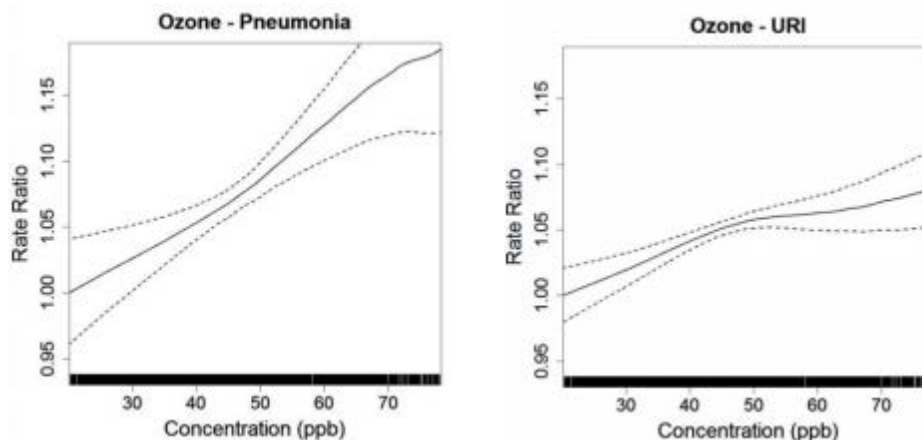 Ozone - Pneumonia
Rate Ratio
1.15
1.10
1.05
1.00
0.95
30 40 50 60 70
Concentration (ppb)
Ozone - URI
Rate Ratio
1.15
1.10
1.05
1.00
0.95
30 40 50 60 70
Concentration (ppb)